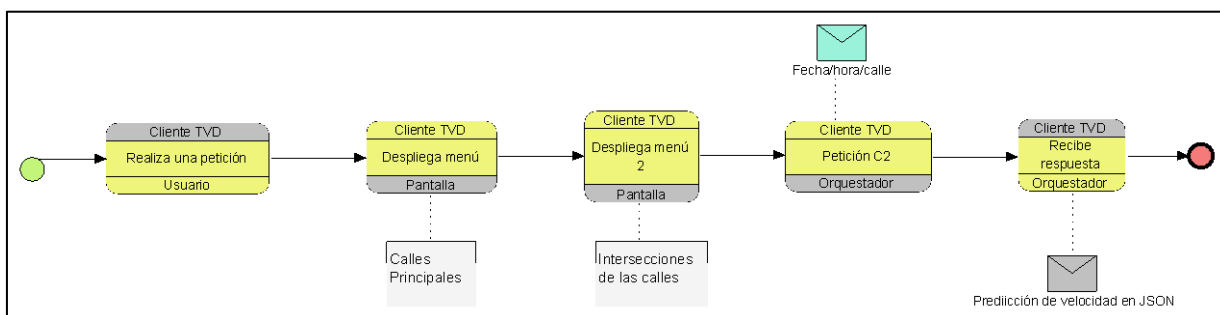 Fecha/hora/calle
Cliente TVD
Realiza una petición
Usuario
Cliente TVD
Despliega menú
Pantalla
Calles
Principales
Cliente TVD
Despliega menú
2
Pantalla
Intersecciones
de las calles
Cliente TVD
Petición C2
Orquestador
Cliente TVD
Recibe
respuesta
Orquestador
Prediicción de velocidad en JSON